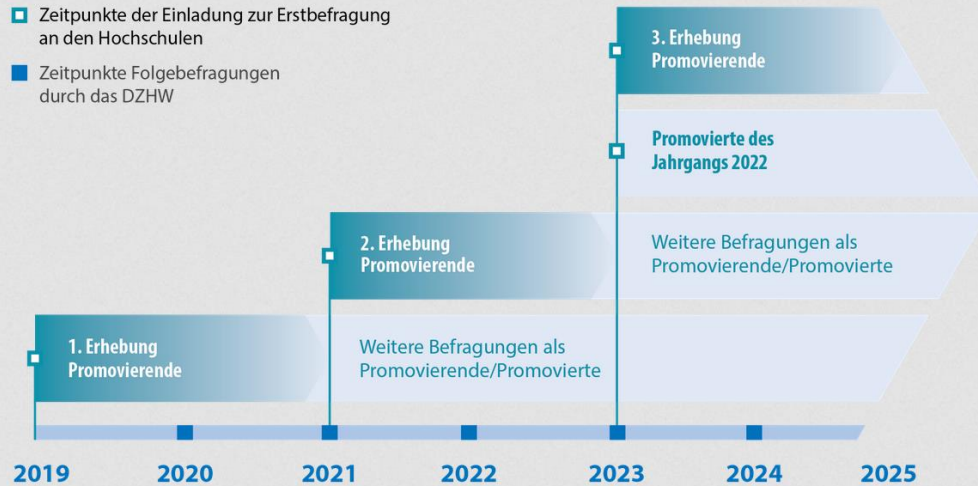 Zeitpunkte der Einladung zur Erstbefragung
an den Hochschulen
Zeitpunkte Folgebefragungen
durch das DZHW
3. Erhebung
Promovierende
Promovierte des
Jahrgangs 2022
2. Erhebung
Promovierende
Weitere Befragungen als
Promovierende/Promovierte
1. Erhebung
Promovierende
Weitere Befragungen als
Promovierende/Promovierte
2019 2020 2021 2022 2023 2024 2025